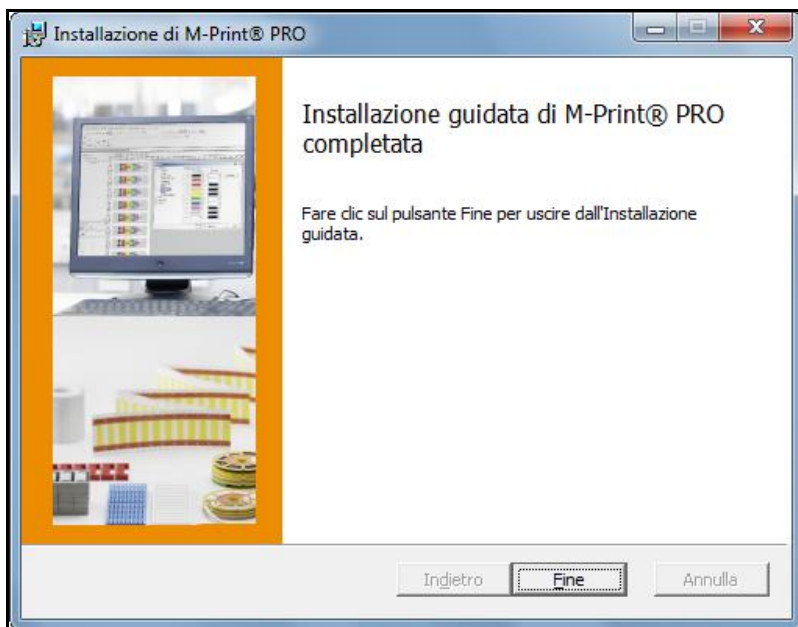 Installazione di M-Print® PRO
Installazione guidata di M-Print® PRO
completata
Fare clic sul pulsante Fine per uscire dall'Installazione
guidata.
Indietro
Fine
Annulla